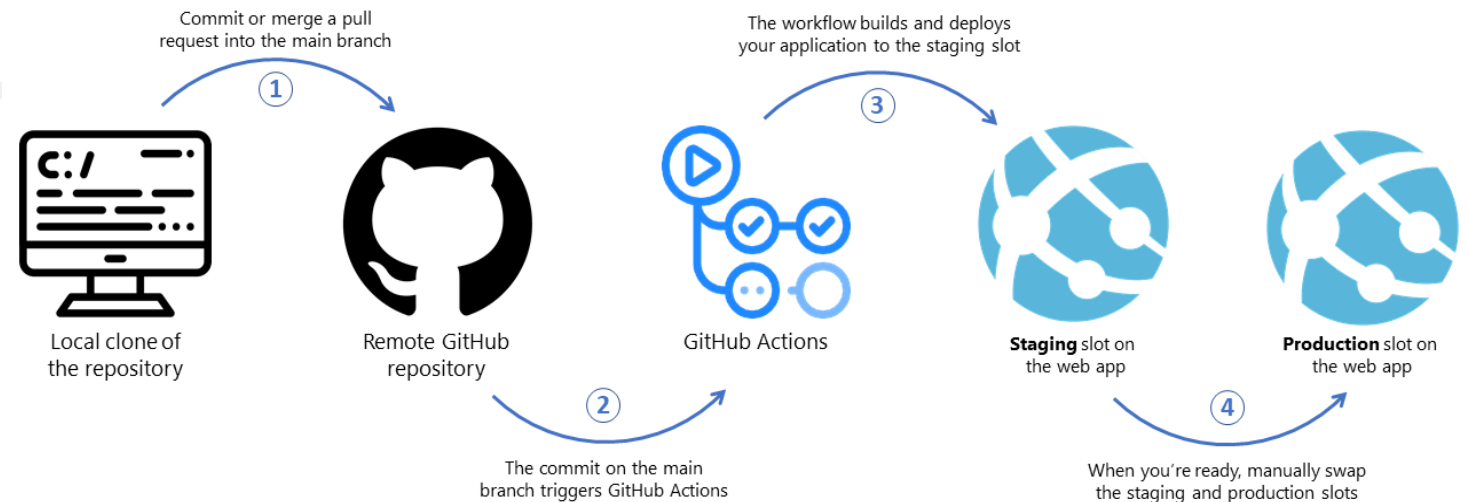 Commit or merge a pull
request into the main branch
1
The workflow builds and deploys
your application to the staging slot
3
C:/
Local clone of
the repository
Remote GitHub
repository
GitHub Actions
Staging slot on
the web app
Production slot on
the web app
2
The commit on the main
branch triggers GitHub Actions
4
When you’re ready, manually swap
the staging and production slots